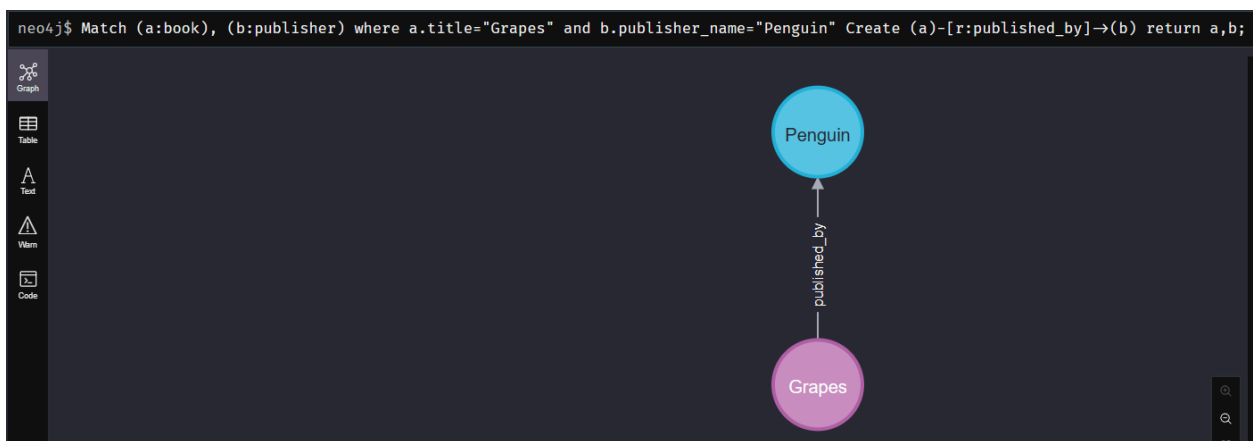 neo4j$ Match (a:book), (b:publisher) where a.title="Grapes" and b.publisher_name="Penguin" Create (a)-[r:published_by]→(b) return a,b;
Graph
Table
A
Text
Warn
Code
Penguin
published_by
Grapes